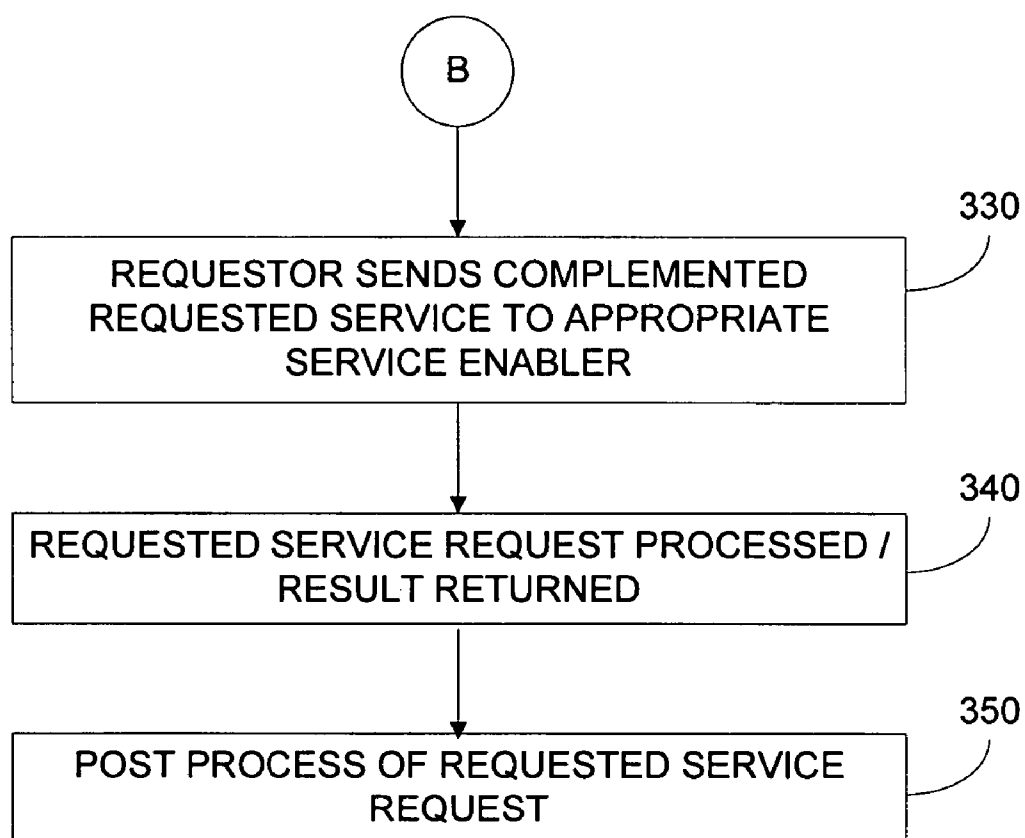 B
330
REQUESTOR SENDS COMPLEMENTED
REQUESTED SERVICE TO APPROPRIATE
SERVICE ENABLER
340
REQUESTED SERVICE REQUEST PROCESSED /
RESULT RETURNED
350
POST PROCESS OF REQUESTED SERVICE
REQUEST